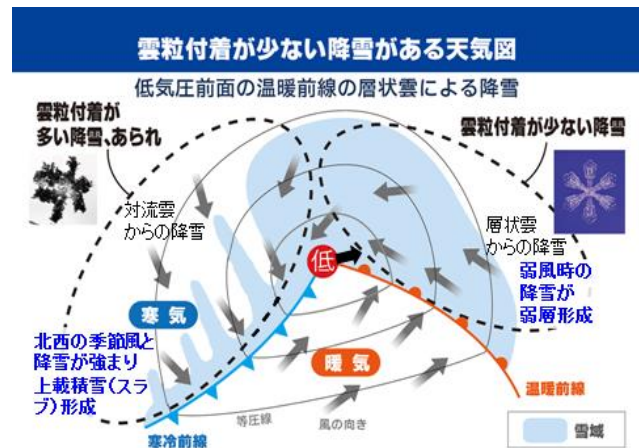 雲粒付着が少ない降雪がある天気図
低気圧前面の温暖前線の層状雲による降雪
雲粒付着が
多い降雪、あられ
雲粒付着が少ない降雪
対流雲
からの降雪
層状雲
からの降雪
弱風時の
降雪が
弱層形成
低
寒気
北西の季節風と
降雪が強まり
上載積雪(スラ
ブ)形成
暖気
温暖前線
等圧線
風の向き
寒冷前線
雪域